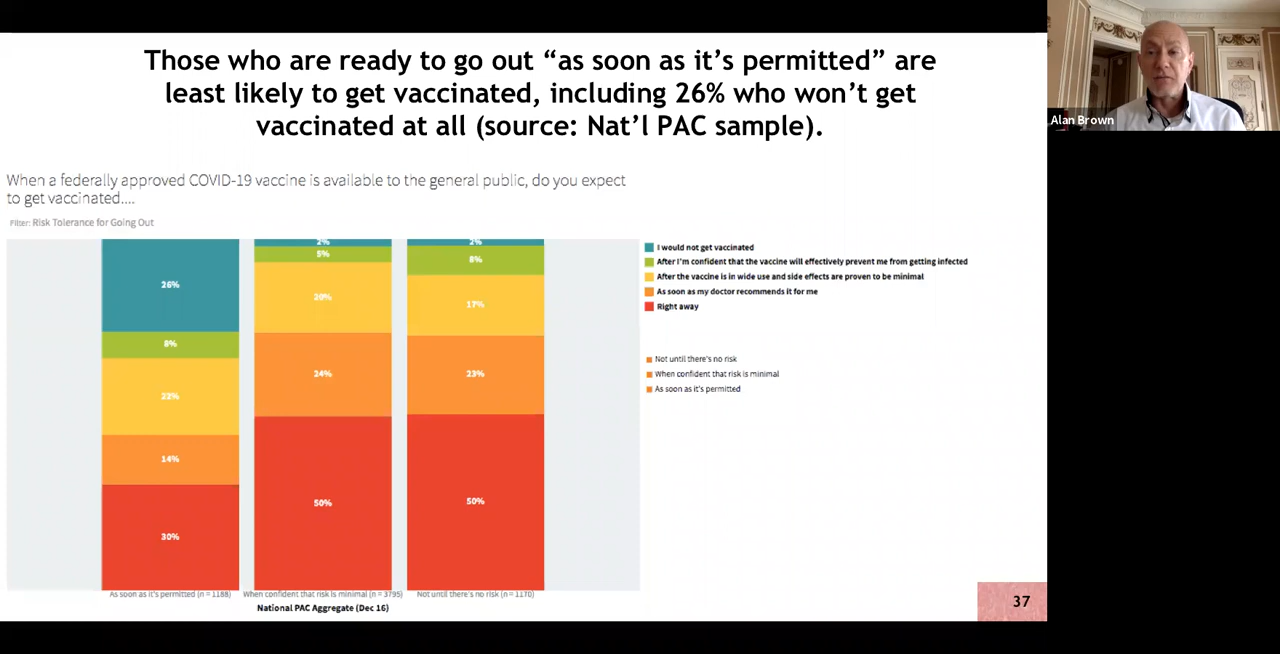 Those who are ready to go out “as soon as it’s permitted” are
least likely to get vaccinated, including 26% who won’t get
vaccinated at all (source: Nat’l PAC sample).
Alan Brown
When a federally approved COVID-19 vaccine is available to the general public, do you expect
to get vaccinated....
Filter: Risk Tolerance for Going Out
26%
8%
22%
14%
30%
2%
5%
20%
24%
50%
2%
8%
17%
23%
50%
I would not get vaccinated
After I'm confident that the vaccine will effectively prevent me from getting infected
After the vaccine is in wide use and side effects are proven to be minimal
As soon as my doctor recommends it for me
Right away
Not until there's no risk
When confident that risk is minimal
As soon as it's permitted
As soon as it's permitted (n = 1188)
When confident that risk is minimal (n = 3795)
Not until there's no risk (n = 1170)
National PAC Aggregate (Dec 16)
37